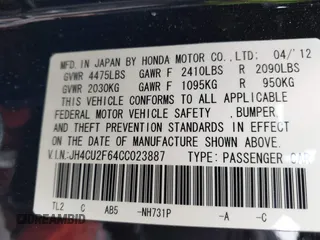 MFD. IN JAPAN BY HONDA MOTOR CO.,LTD: 04/'12
GVWR 4475LBS GAWR F 2410LBS R 2090LBS
GVWR 2030KG GAWR F 1095KG R 950KG
THIS VEHICLE CONFORMS TO ALL APPLICABLE
FEDERAL MOTOR VEHICLE SAFETY ,BUMPER,
AND THEFT PREVENTION STANDARDS IN EFFECT
ON THE DATE OF MANUFACTURE SHOWN ABOVE.
V.I.N:JH4CU2F64CC023887 TYPE: PASSENGER CAR
TL2 C AB5 -NH731P -A -C
DREAMBID